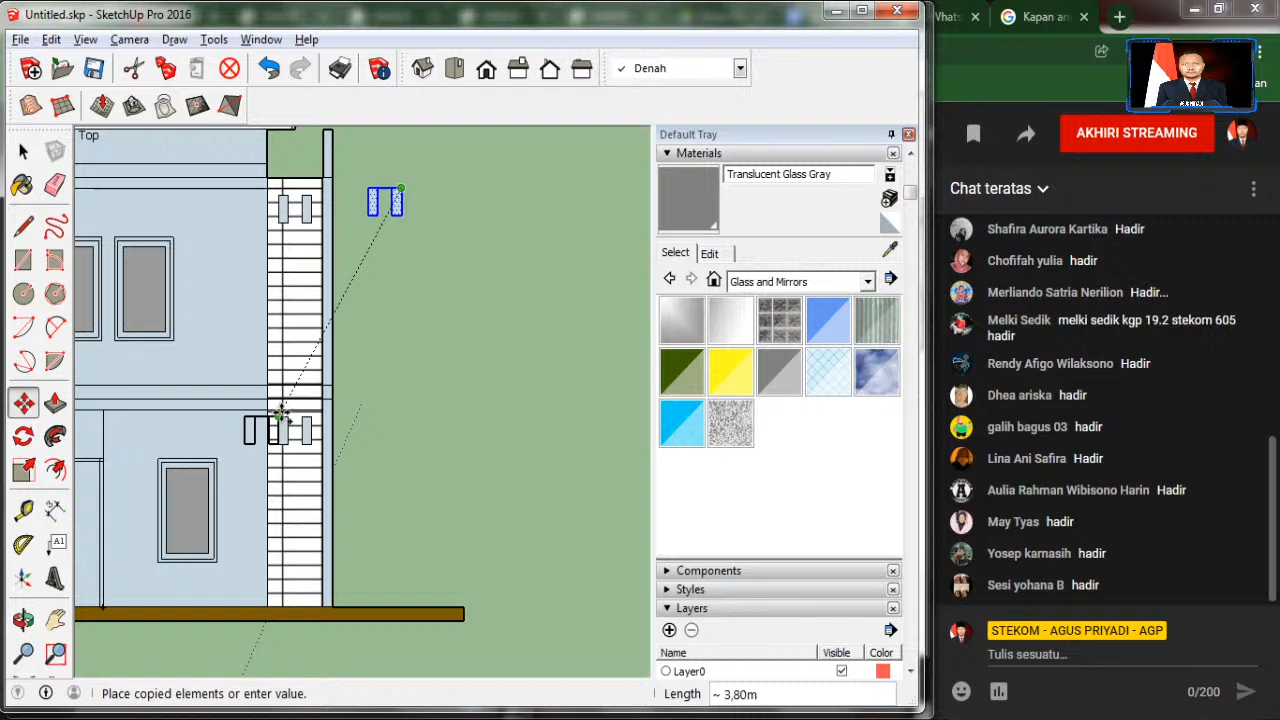 Untitled.skp - SketchUp Pro 2016
File Edit View Camera Draw Tools Window Help
Denah
Top
Default Tray
Materials
Translucent Glass Gray
Select
Edit
Glass and Mirrors
Components
Styles
Layers
Name Visible Color
Layer0
Place copied elements or enter value.
Length ~ 3,80m
A1
Whats
Kapan an
an
AKHIRI STREAMING
Chat teratas
Shafira Aurora Kartika Hadir
Chofifah yulia hadir
Merliando Satria Nerilion Hadir...
Melki Sedik melki sedik kgp 19.2 stekom 605
hadir
Rendy Afigo Wilaksono Hadir
Dhea ariska hadir
galih bagus 03 hadir
Lina Ani Safira Hadir
Aulia Rahman Wibisono Harin Hadir
May Tyas hadir
Yosep karnasih hadir
Sesi yohana B hadir
STEKOM - AGUS PRIYADI - AGP
Tulis sesuatu...
0/200